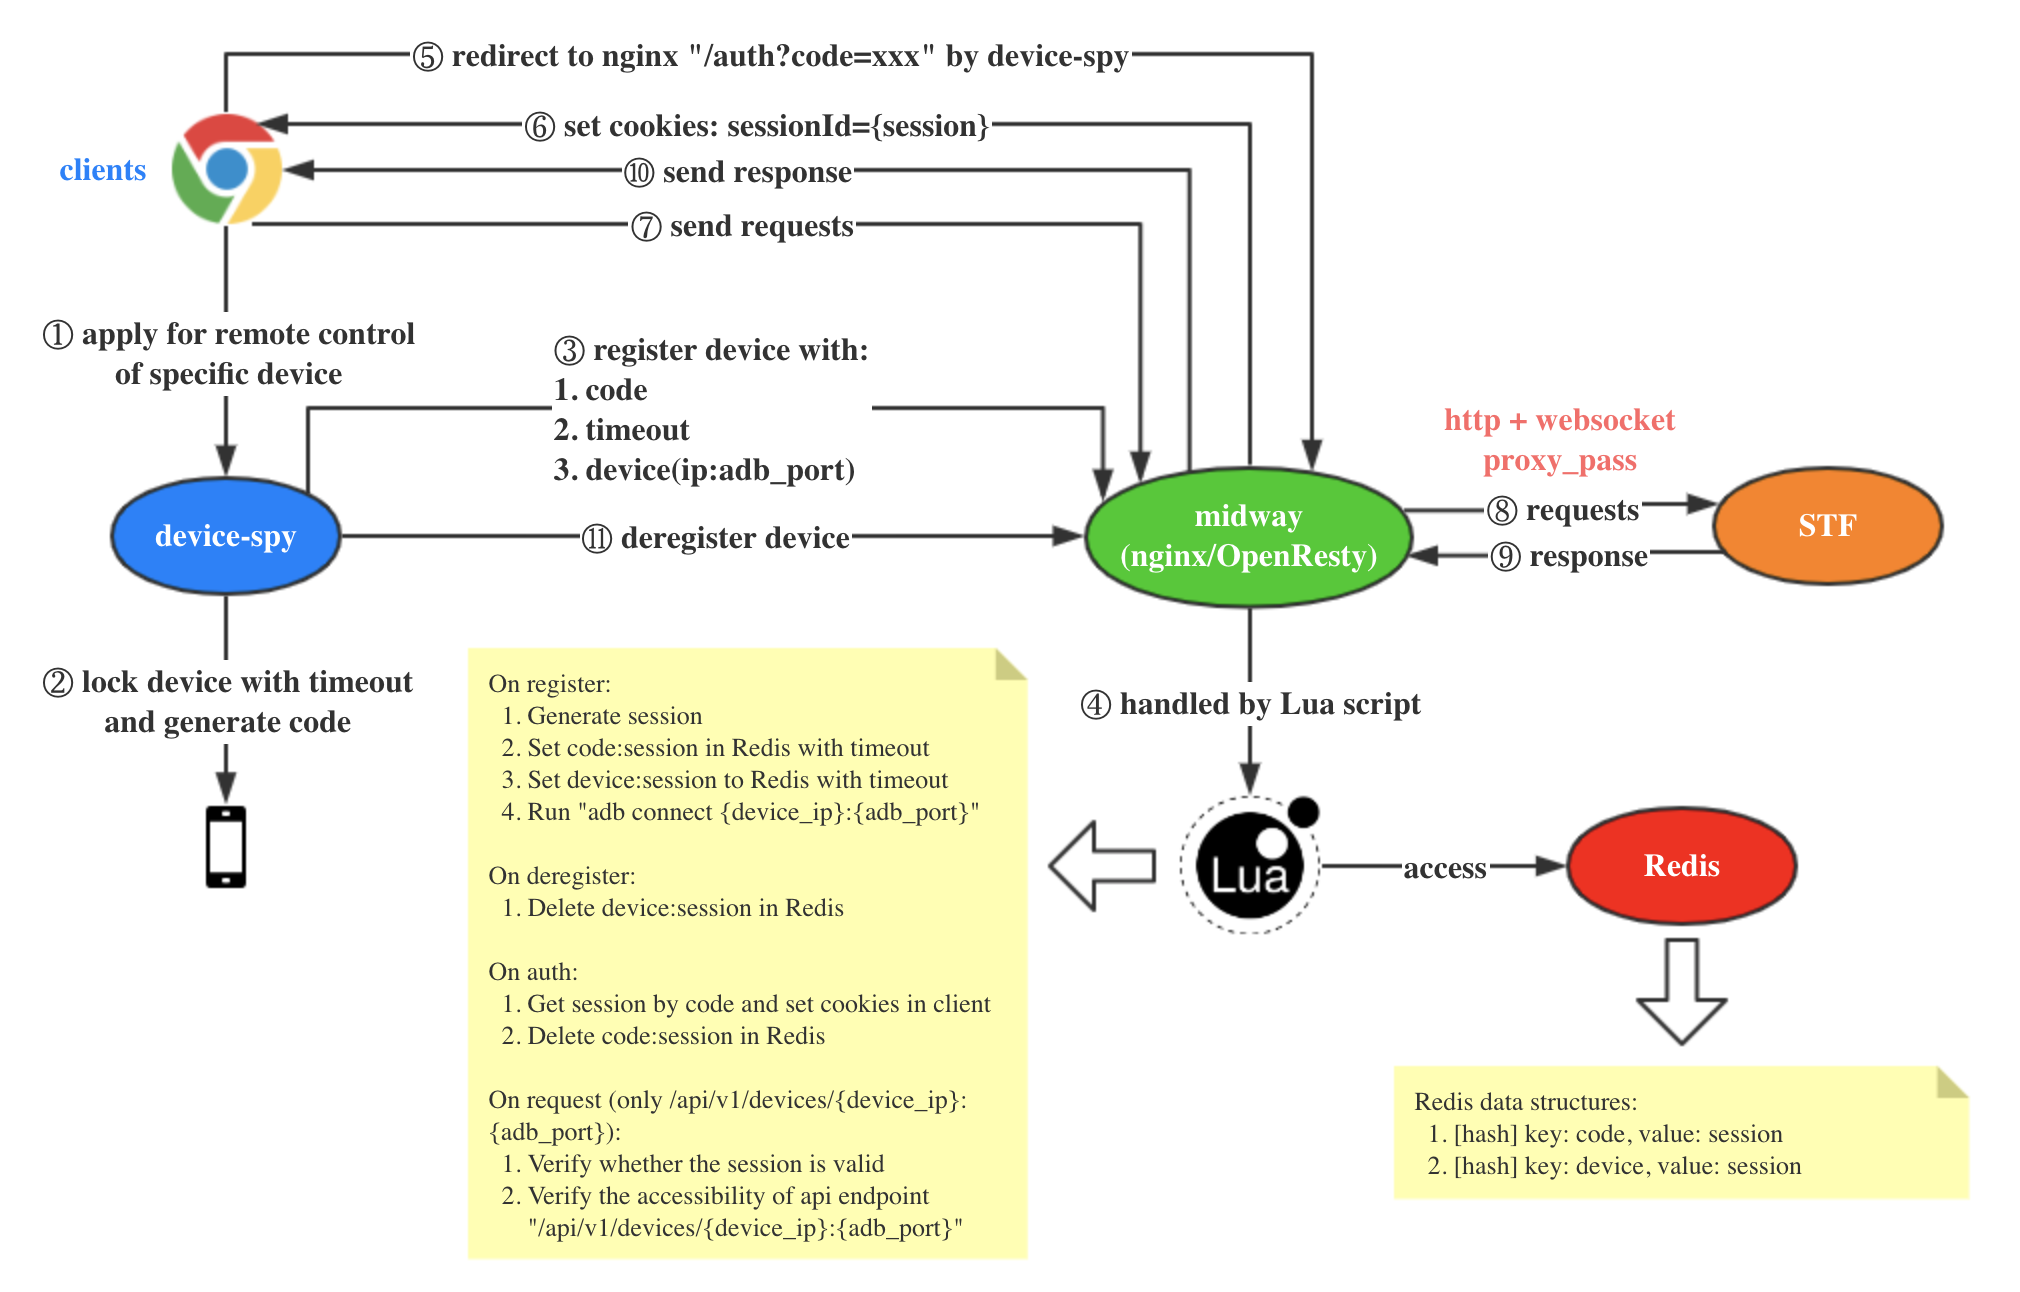 ⑤ redirect to nginx "/auth?code=xxx" by device-spy
⑥ set cookies: sessionId={session}
clients
⑩ send response
⑦ send requests
① apply for remote control
of specific device
③ register device with:
1. code
2. timeout
3. device(ip:adb_port)
http + websocket
proxy_pass
device-spy
⑪ deregister device
midway
(nginx/OpenResty)
⑧ requests
⑨ response
STF
② lock device with timeout
and generate code
④ handled by Lua script
On register:
1. Generate session
2. Set code:session in Redis with timeout
3. Set device:session to Redis with timeout
4. Run "adb connect {device_ip}:{adb_port}"
On deregister:
1. Delete device:session in Redis
On auth:
1. Get session by code and set cookies in client
2. Delete code:session in Redis
On request (only /api/v1/devices/{device_ip}:
{adb_port}):
1. Verify whether the session is valid
2. Verify the accessibility of api endpoint
"/api/v1/devices/{device_ip}:{adb_port}"
Lua
access
Redis
Redis data structures:
1. [hash] key: code, value: session
2. [hash] key: device, value: session